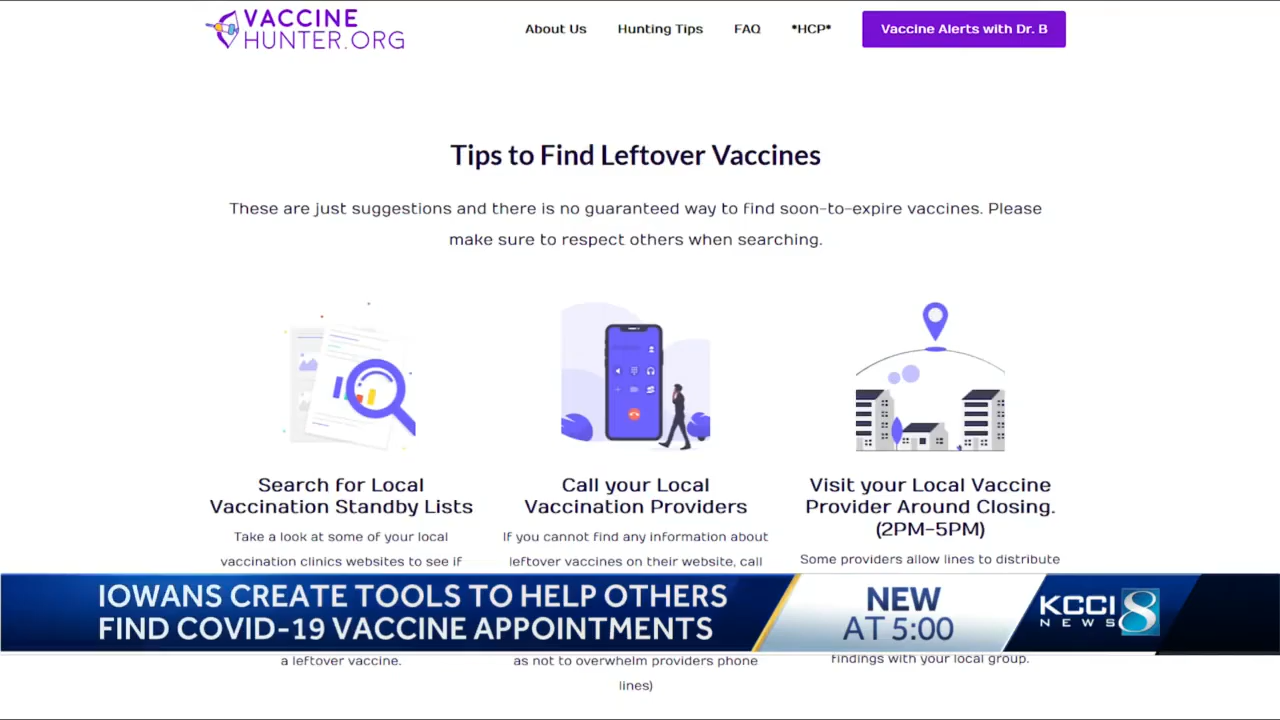 VACCINE
HUNTER.ORG
About Us
Hunting Tips
FAQ
*HCP*
Vaccine Alerts with Dr. B
Tips to Find Leftover Vaccines
These are just suggestions and there is no guaranteed way to find soon-to-expire vaccines. Please
make sure to respect others when searching.
Search for Local
Vaccination Standby Lists
Take a look at some of your local
vaccination clinics websites to see if
a leftover vaccine.
Call your Local
Vaccination Providers
If you cannot find any information about
leftover vaccines on their website, call
as not to overwhelm providers phone
lines)
Visit your Local Vaccine
Provider Around Closing.
(2PM-5PM)
Some providers allow lines to distribute
findings with your local group.
IOWANS CREATE TOOLS TO HELP OTHERS
FIND COVID-19 VACCINE APPOINTMENTS
NEW
AT 5:00
KCCI 8
NEWS